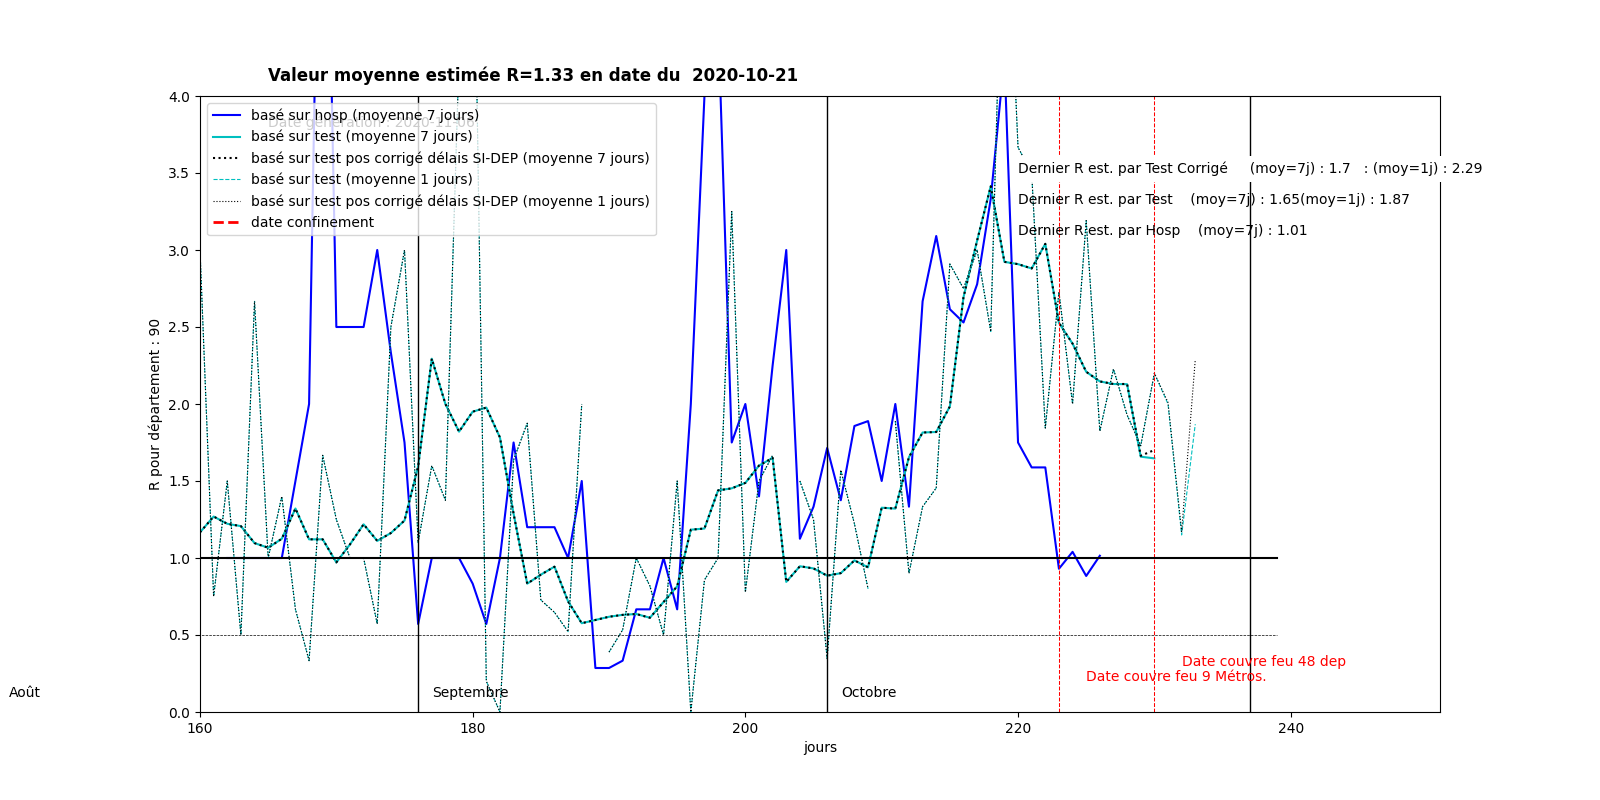 Valeur moyenne estimée R=1.33 en date du  2020-10-21
Date génération : 2020-11-06
basé sur hosp (moyenne 7 jours)
basé sur test (moyenne 7 jours)
basé sur test pos corrigé délais SI-DEP (moyenne 7 jours)
basé sur test (moyenne 1 jours)
basé sur test pos corrigé délais SI-DEP (moyenne 1 jours)
date confinement
Dernier R est. par Test Corrigé (moy=7j) : 1.7 : (moy=1j) : 2.29
Dernier R est. par Test (moy=7j) : 1.65(moy=1j) : 1.87
Dernier R est. par Hosp (moy=7j) : 1.01
R pour département : 90
4.0
3.5
3.0
2.5
2.0
1.5
1.0
0.5
0.0
Date couvre feu 48 dep
Date couvre feu 9 Métros.
Août
Septembre
Octobre
160
180
200
220
240
jours